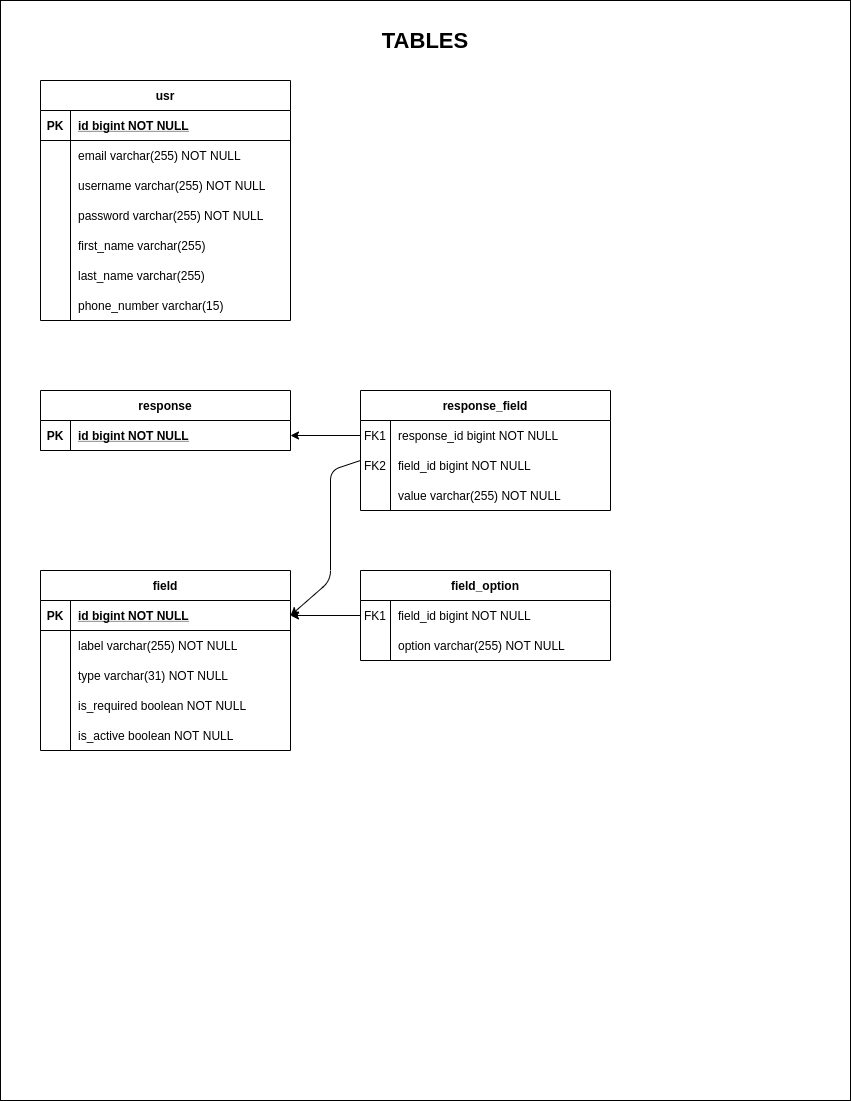 TABLES
usr
PK id bigint NOT NULL
email varchar(255) NOT NULL
username varchar(255) NOT NULL
password varchar(255) NOT NULL
first_name varchar(255)
last_name varchar(255)
phone_number varchar(15)
response
PK id bigint NOT NULL
response_field
FK1 response_id bigint NOT NULL
FK2 field_id bigint NOT NULL
value varchar(255) NOT NULL
field
PK id bigint NOT NULL
label varchar(255) NOT NULL
type varchar(31) NOT NULL
is_required boolean NOT NULL
is_active boolean NOT NULL
field_option
FK1 field_id bigint NOT NULL
option varchar(255) NOT NULL